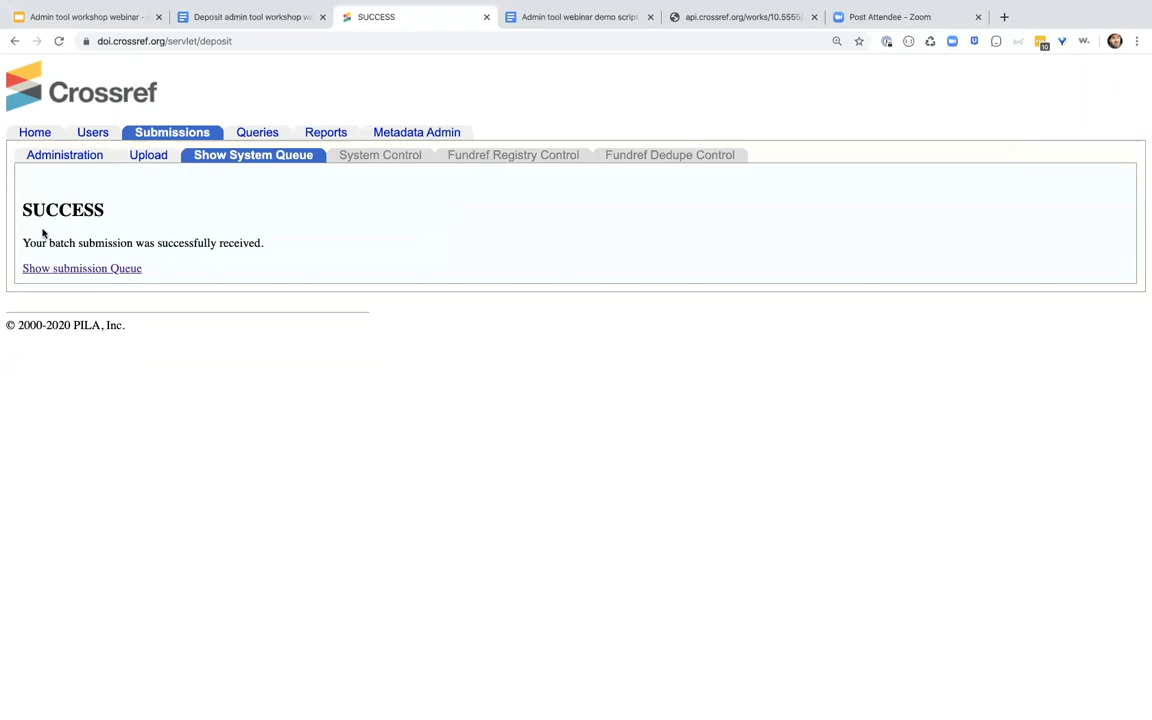 Admin tool workshop webinar -
Deposit admin tool workshop w
SUCCESS
Admin tool webinar demo script
api.crossref.org/works/10.5555/
Post Attendee - Zoom
doi.crossref.org/servlet/deposit
10
w.
Crossref
Home Users Submissions Queries Reports Metadata Admin
Administration Upload Show System Queue System Control Fundref Registry Control Fundref Dedupe Control
SUCCESS
Your batch submission was successfully received.
Show submission Queue
© 2000-2020 PILA, Inc.